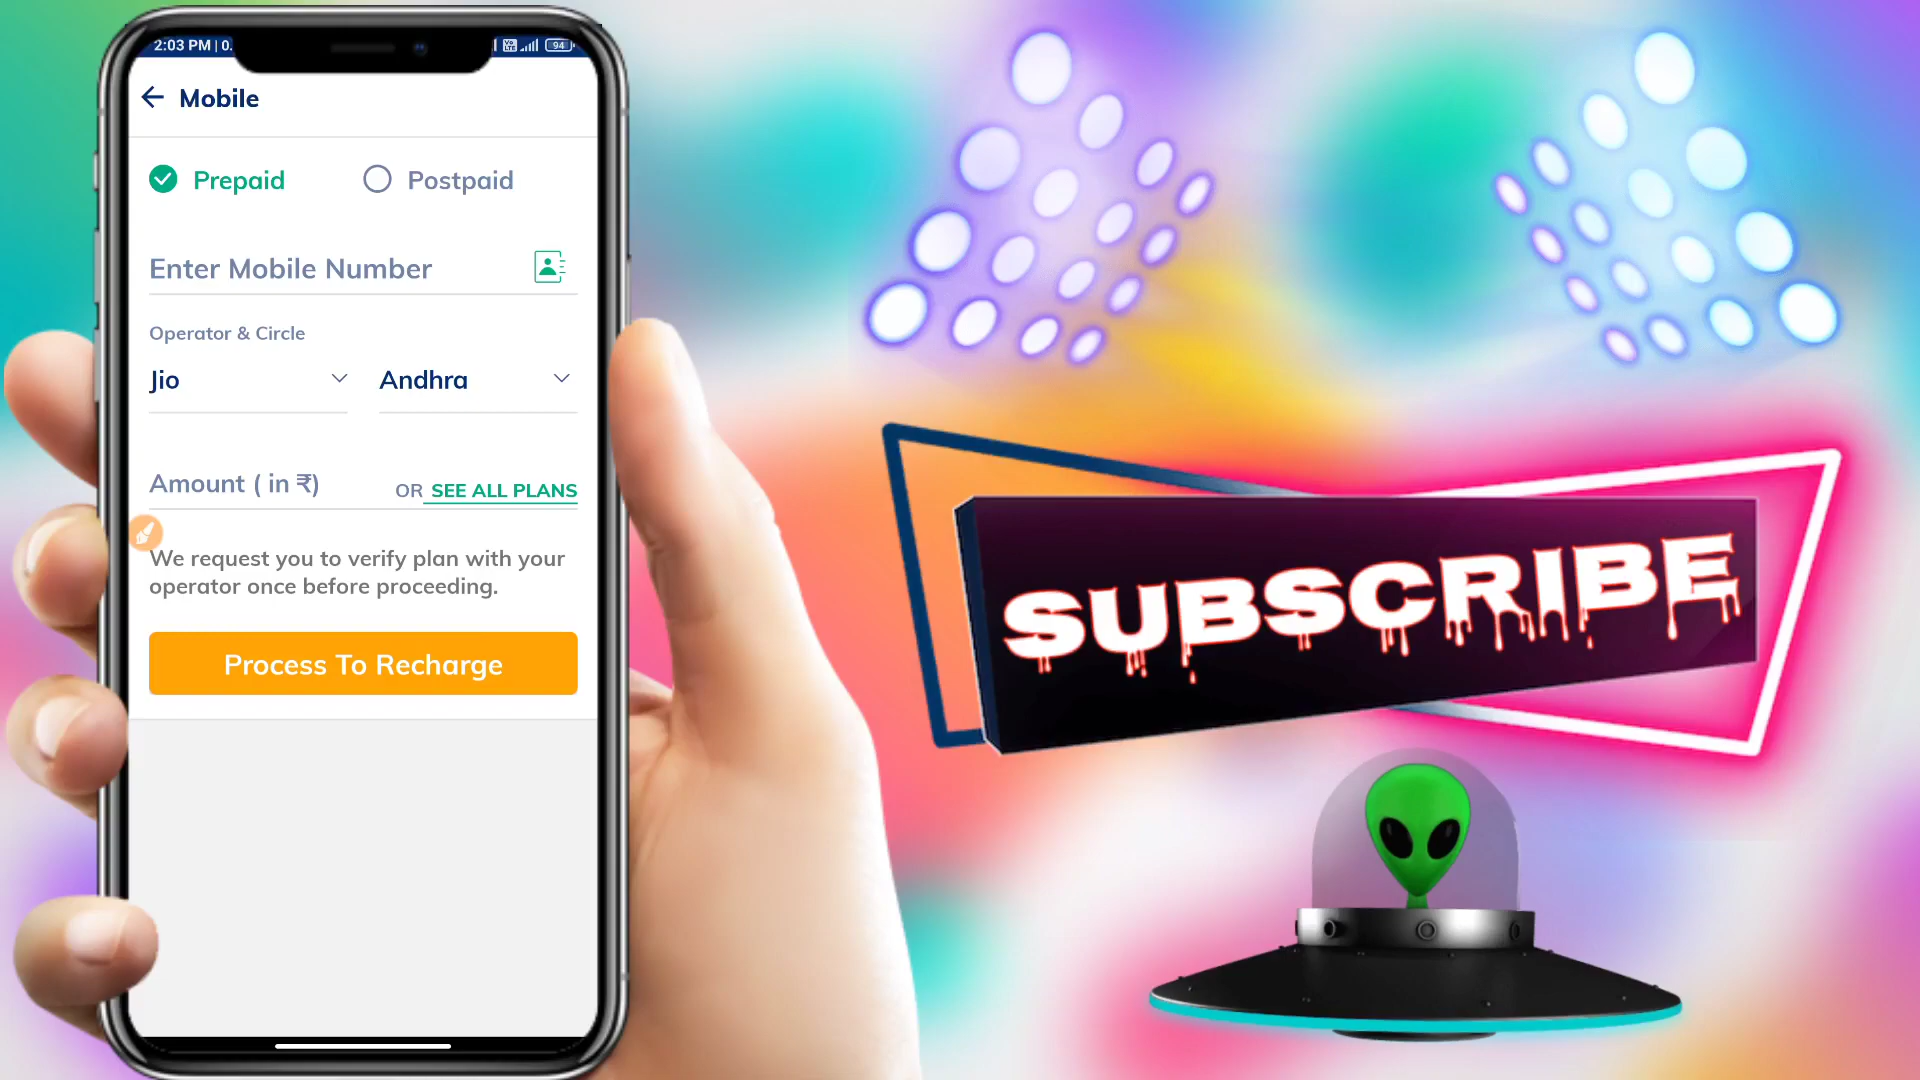 2:03 PM | 0.
94
Mobile
Prepaid
Postpaid
Enter Mobile Number
Operator & Circle
Jio
Andhra
Amount ( in ₹)
OR SEE ALL PLANS
We request you to verify plan with your
operator once before proceeding.
Process To Recharge
SUBSCRIBE